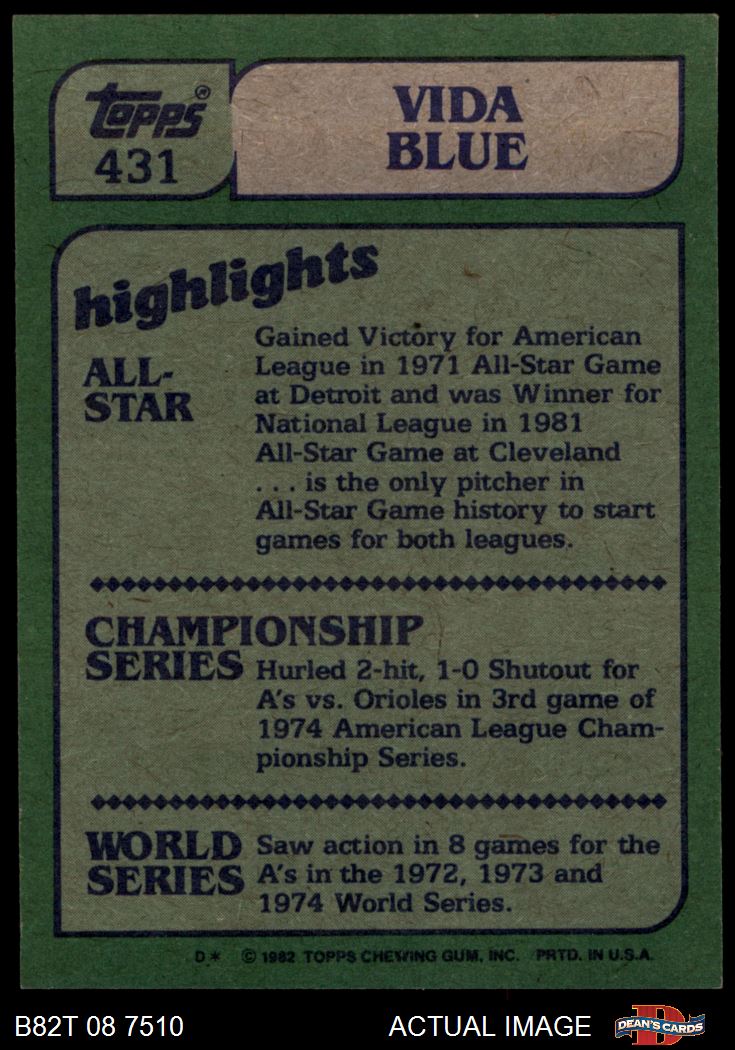 Topps®
431
VIDA
BLUE
highlights
ALL-
STAR
Gained Victory for American
League in 1971 All-Star Game
at Detroit and was Winner for
National League in 1981
All-Star Game at Cleveland
. . . is the only pitcher in
All-Star Game history to start
games for both leagues.
CHAMPIONSHIP
SERIES
Hurled 2-hit, 1-0 Shutout for
A's vs. Orioles in 3rd game of
1974 American League Cham-
pionship Series.
WORLD
SERIES
Saw action in 8 games for the
A's in the 1972, 1973 and
1974 World Series.
D* © 1982 TOPPS CHEWING GUM, INC. PRTD. IN U.S.A.
B82T 08 7510
ACTUAL IMAGE
D
DEAN'S CARDS